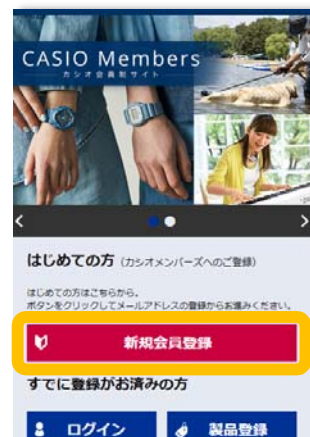 CASIO Members
カシオ会員制サイト
はじめての方 (カシオメンバーズへのご登録)
はじめての方はこちらから。
ボタンをクリックしてメールアドレスの登録からお進みください。
新規会員登録
すでに登録がお済みの方
ログイン
製品登録